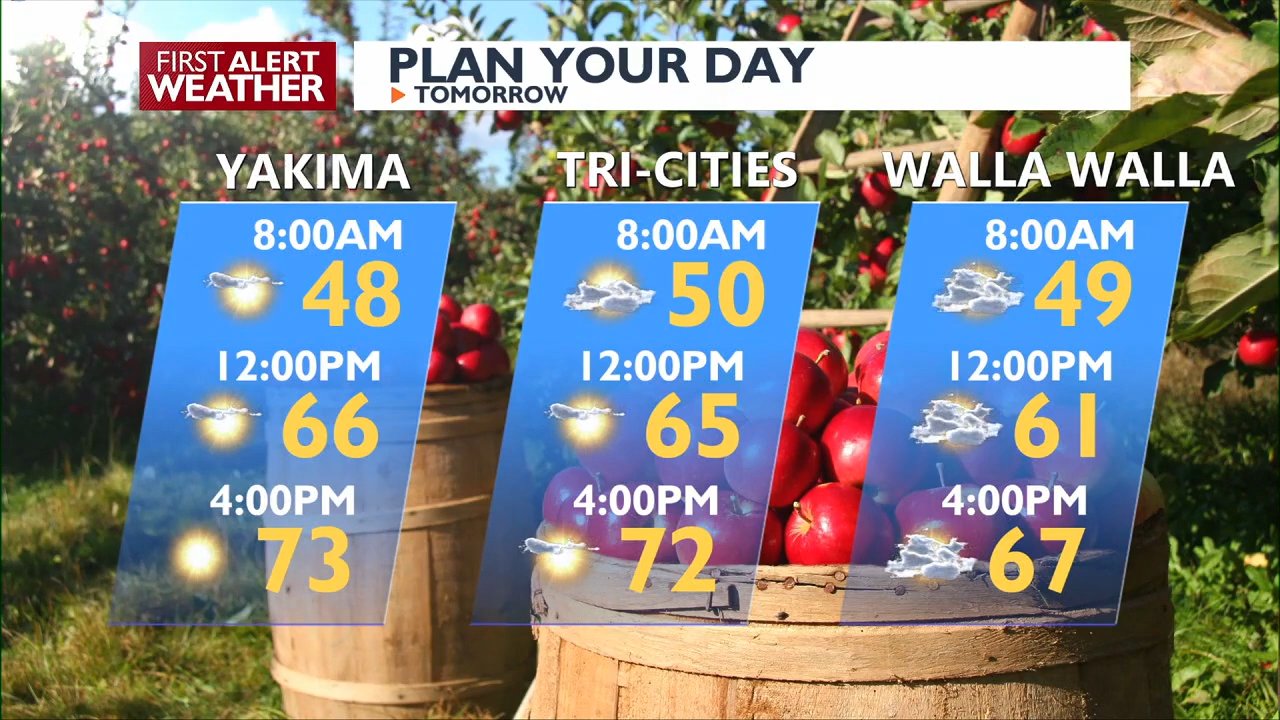 FIRST ALERT
WEATHER
PLAN YOUR DAY
TOMORROW
YAKIMA
8:00AM
48
12:00PM
66
4:00PM
73
TRI-CITIES
8:00AM
50
12:00PM
65
4:00PM
72
WALLA WALLA
8:00AM
49
12:00PM
61
4:00PM
67